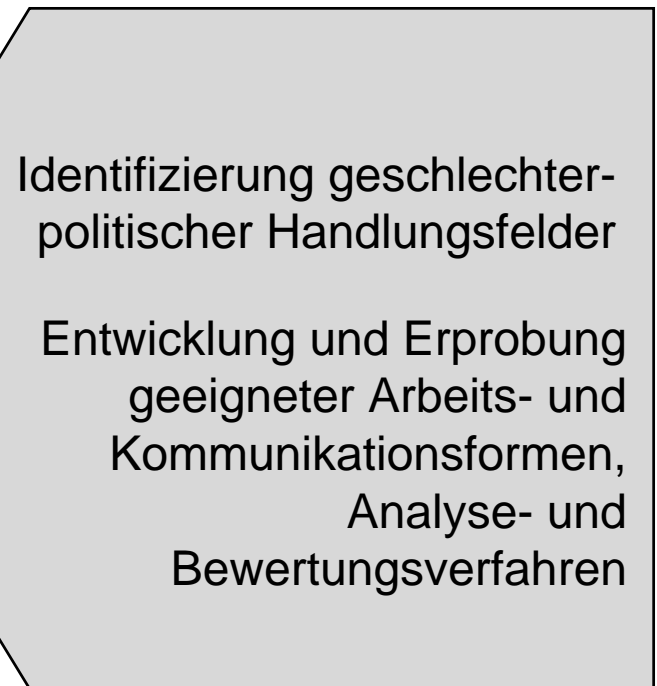 Identifizierung geschlechter-
politischer Handlungsfelder
Entwicklung und Erprobung
geeigneter Arbeits- und
Kommunikationsformen,
Analyse- und
Bewertungsverfahren